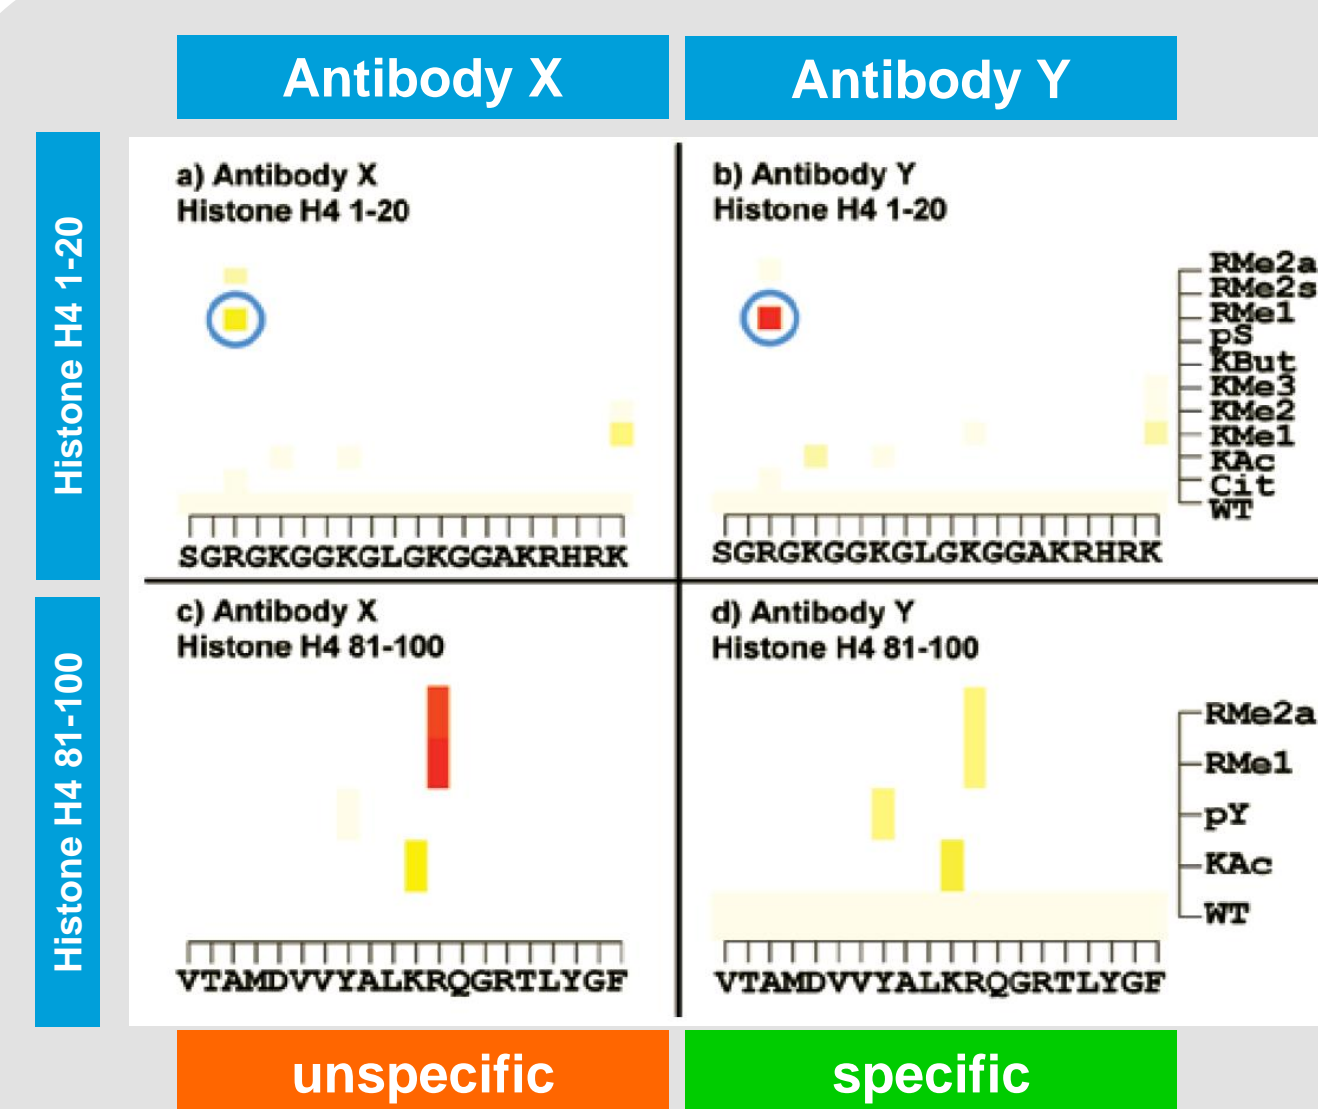 Antibody X
Antibody Y
Histone H4 1-20
a) Antibody X
Histone H4 1-20
b) Antibody Y
Histone H4 1-20
RMe2a
RMe2s
RMe1
pS
KBut
KMe3
KMe2
KMe1
KAc
Cit
WT
SGRGKGGKGLGKGGAKRHRK
SGRGKGGKGLGKGGAKRHRK
Histone H4 81-100
c) Antibody X
Histone H4 81-100
d) Antibody Y
Histone H4 81-100
RMe2a
RMe1
pY
KAc
WT
VTAMDVVYALKRQGRTLYGF
VTAMDVVYALKRQGRTLYGF
unspecific
specific